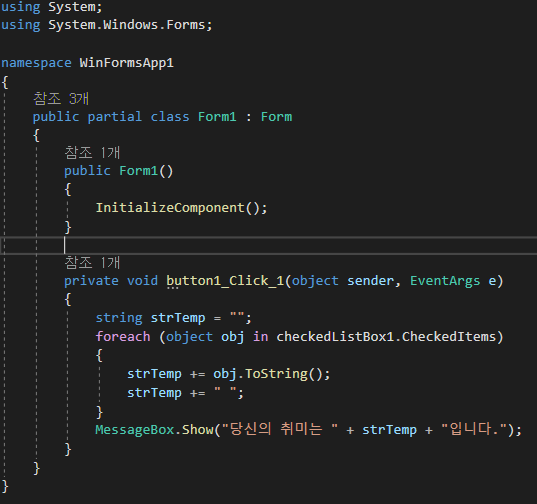 using System;
using System.Windows.Forms;
namespace WinFormsApp1
{
참조 3개
public partial class Form1 : Form
{
참조 1개
public Form1()
{
InitializeComponent();
}
참조 1개
private void button1_Click_1(object sender, EventArgs e)
{
string strTemp = "";
foreach (object obj in checkedListBox1.CheckedItems)
{
strTemp += obj.ToString();
strTemp += " ";
}
MessageBox.Show("당신의 취미는 " + strTemp + "입니다.");
}
}
}